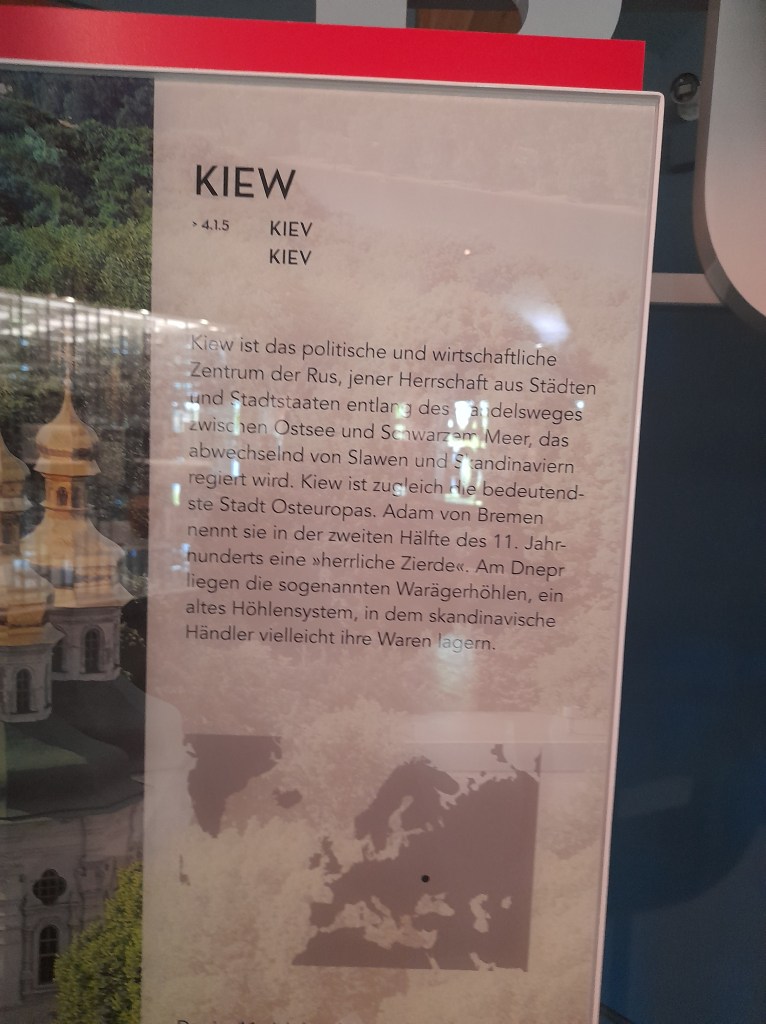 KIEW
> 4.1.5 KIEV
KIEV
Kiew ist das politische und wirtschaftliche
Zentrum der Rus, jener Herrschaft aus Städten
und Stadtstaaten entlang des Handelsweges
zwischen Ostsee und Schwarzem Meer, das
abwechselnd von Slawen und Skandinaviern
regiert wird. Kiew ist zugleich die bedeutend-
ste Stadt Osteuropas. Adam von Bremen
nennt sie in der zweiten Hälfte des 11. Jahr-
hunderts eine »herrliche Zierde«. Am Dnepr
liegen die sogenannten Warägerhöhlen, ein
altes Höhlensystem, in dem skandinavische
Händler vielleicht ihre Waren lagern.